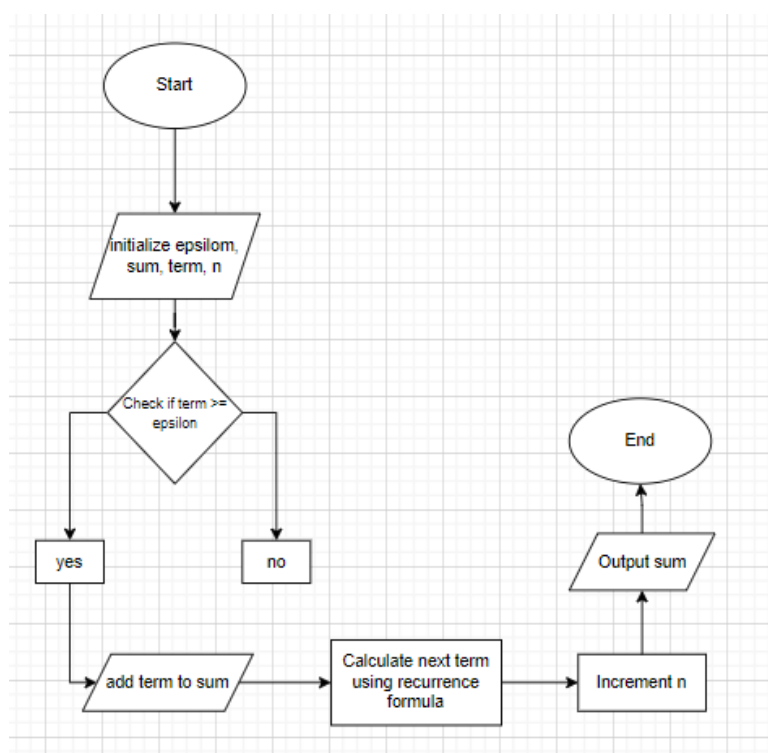 Start
initialize epsilom,
sum, term, n
Check if term >=
epsilon
End
yes
no
Output sum
add term to sum
Calculate next term
using recurrence
formula
Increment n